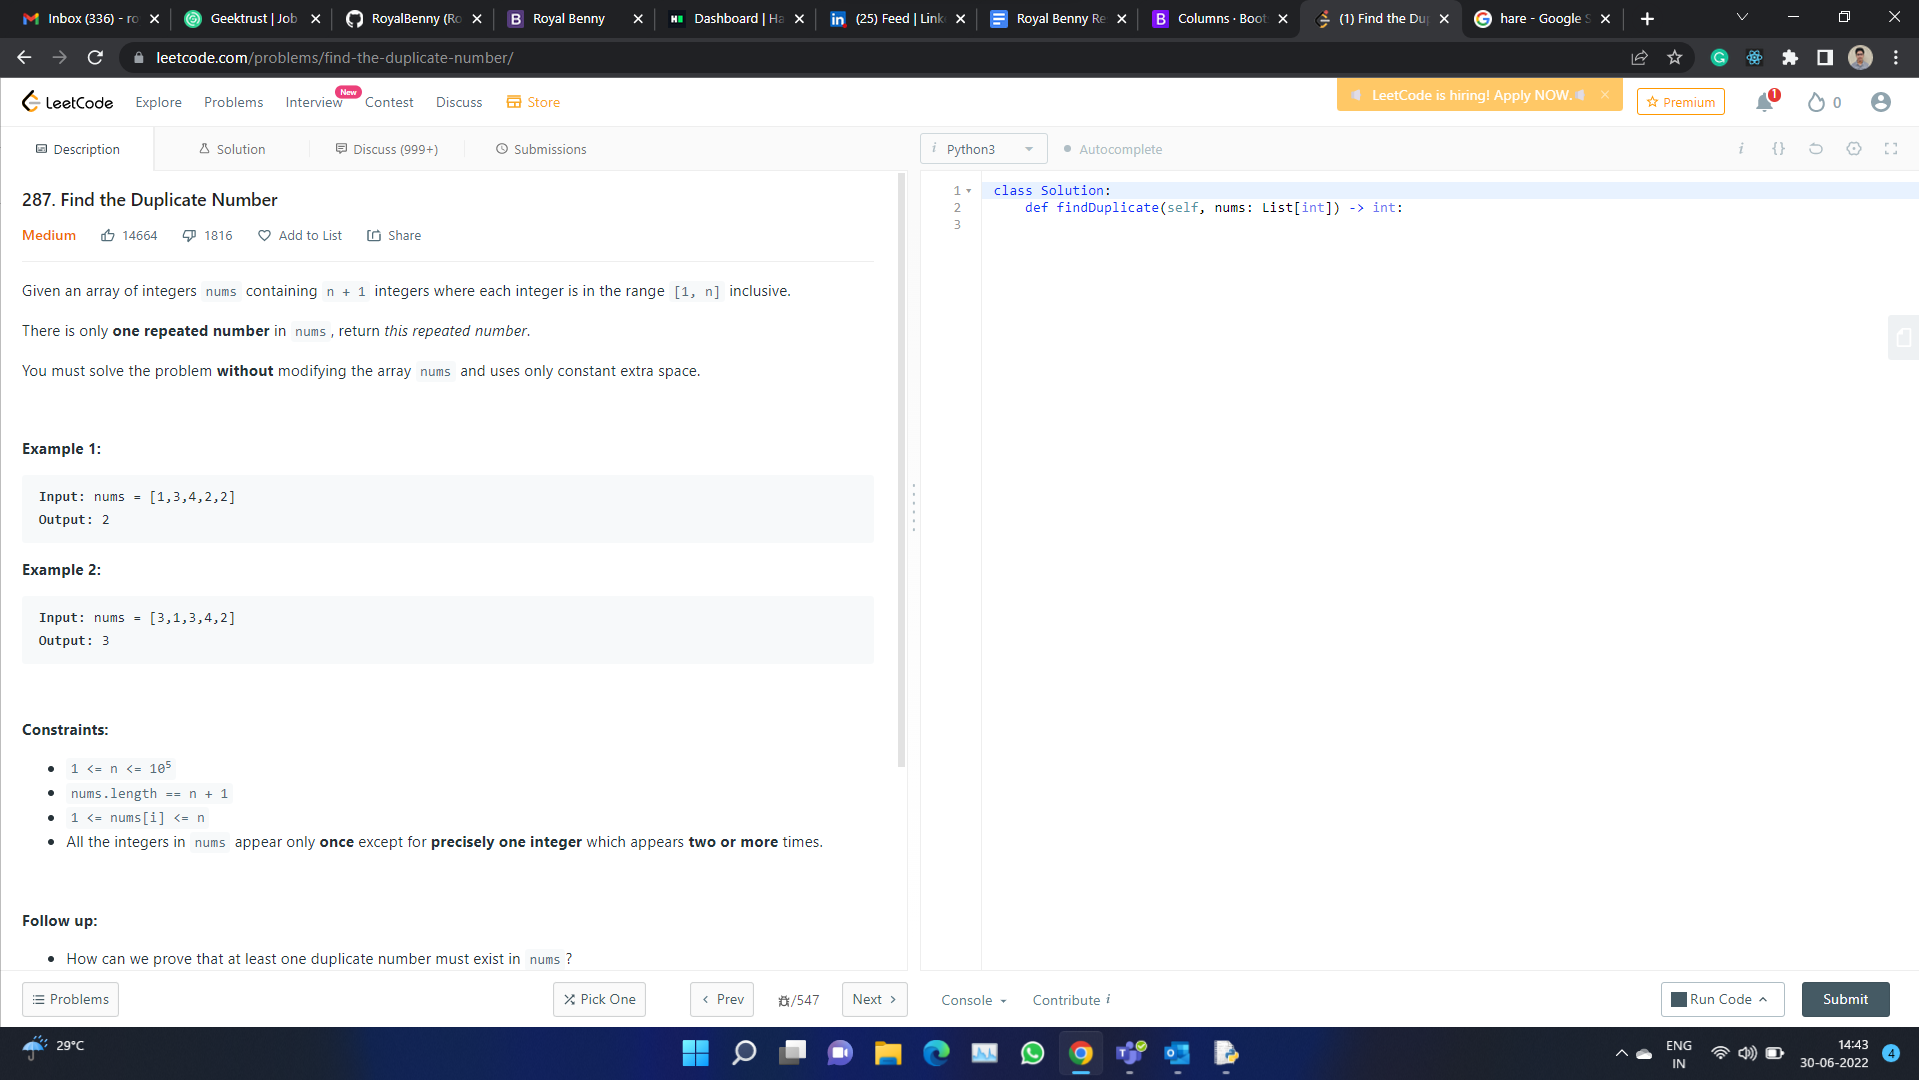 Inbox (336) - ro
Geektrust | Job
RoyalBenny (Ro
Royal Benny
Dashboard | Ha
(25) Feed | Link
Royal Benny Re
Columns · Boot
(1) Find the Dup
hare - Google S
leetcode.com/problems/find-the-duplicate-number/
LeetCode
Explore
Problems
Interview
New
Contest
Discuss
Store
LeetCode is hiring! Apply NOW.
Premium
1
0
Description
Solution
Discuss (999+)
Submissions
i Python3
Autocomplete
i {}
287. Find the Duplicate Number
Medium 14664 1816 Add to List Share
Given an array of integers nums containing n + 1 integers where each integer is in the range [1, n] inclusive.
There is only one repeated number in nums, return this repeated number.
You must solve the problem without modifying the array nums and uses only constant extra space.
Example 1:
Input: nums = [1,3,4,2,2]
Output: 2
Example 2:
Input: nums = [3,1,3,4,2]
Output: 3
Constraints:
• 1 <= n <= 10⁵
• nums.length == n + 1
• 1 <= nums[i] <= n
• All the integers in nums appear only once except for precisely one integer which appears two or more times.
Follow up:
• How can we prove that at least one duplicate number must exist in nums?
1 class Solution:
2 def findDuplicate(self, nums: List[int]) -> int:
3
Problems
Pick One
Prev
/547
Next
Console
Contribute i
Run Code
Submit
29°C
ENG
IN
14:43
30-06-2022
4